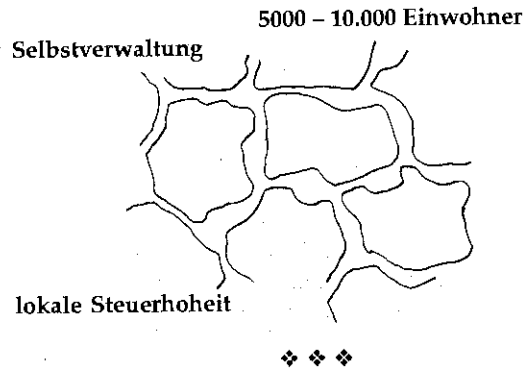 5000 – 10.000 Einwohner
Selbstverwaltung
lokale Steuerhoheit